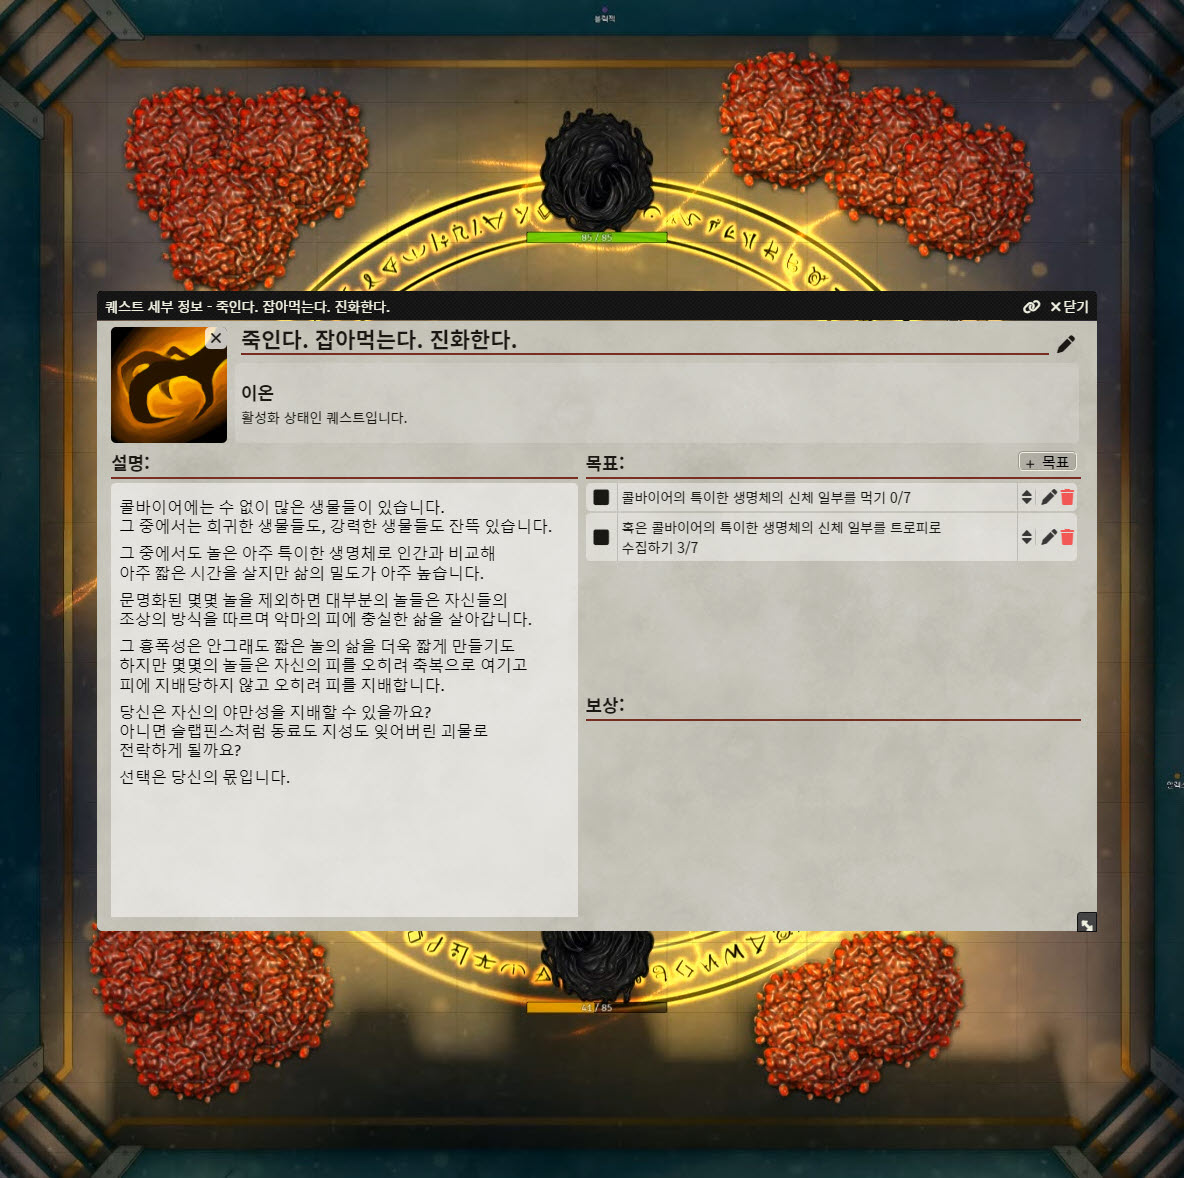 블랙팩
85 / 85
퀘스트 세부 정보 - 죽인다. 잡아먹는다. 진화한다.
닫기
죽인다. 잡아먹는다. 진화한다.
이온
활성화 상태인 퀘스트입니다.
설명:
콜바이어에는 수 없이 많은 생물들이 있습니다.
그 중에서는 희귀한 생물들도, 강력한 생물들도 잔뜩 있습니다.
그 중에서도 놀은 아주 특이한 생명체로 인간과 비교해
아주 짧은 시간을 살지만 삶의 밀도가 아주 높습니다.
문명화된 몇몇 놀을 제외하면 대부분의 놀들은 자신들의
조상의 방식을 따르며 악마의 피에 충실한 삶을 살아갑니다.
그 흉폭성은 안그래도 짧은 놀의 삶을 더욱 짧게 만들기도
하지만 몇몇의 놀들은 자신의 피를 오히려 축복으로 여기고
피에 지배당하지 않고 오히려 피를 지배합니다.
당신은 자신의 야만성을 지배할 수 있을까요?
아니면 슬랩핀스처럼 동료도 지성도 잊어버린 괴물로
전락하게 될까요?
선택은 당신의 몫입니다.
목표:
+ 목표
콜바이어의 특이한 생명체의 신체 일부를 먹기 0/7
혹은 콜바이어의 특이한 생명체의 신체 일부를 트로피로
수집하기 3/7
보상:
41 / 85